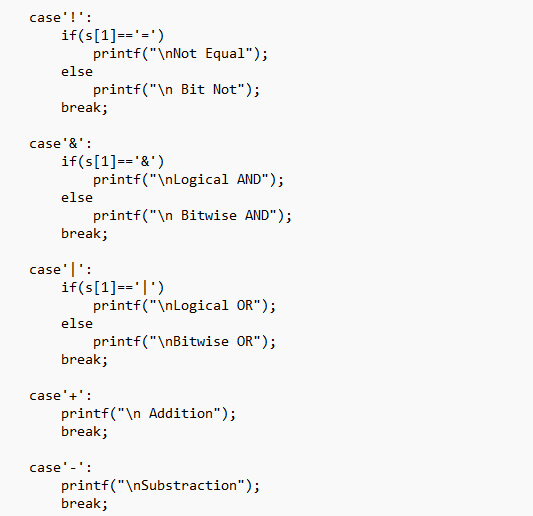 case'!':
    if(s[1]=='=')
        printf("\nNot Equal");
    else
        printf("\n Bit Not");
    break;

case'&':
    if(s[1]=='&')
        printf("\nLogical AND");
    else
        printf("\n Bitwise AND");
    break;

case'|':
    if(s[1]=='|')
        printf("\nLogical OR");
    else
        printf("\nBitwise OR");
    break;

case'+':
    printf("\n Addition");
    break;

case'-':
    printf("\nSubstraction");
    break;